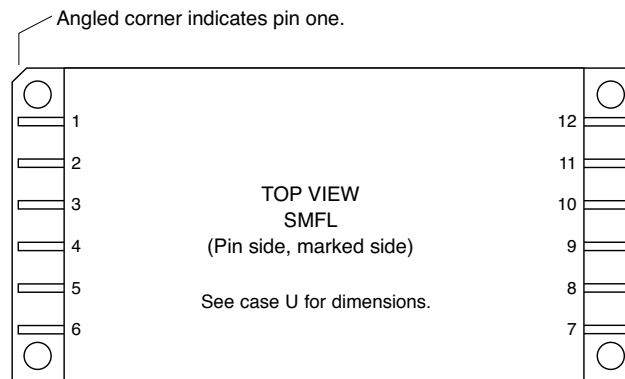 Angled corner indicates pin one.
1
12
2
11
3
10
4
9
5
8
6
7
TOP VIEW
SMFL
(Pin side, marked side)
See case U for dimensions.